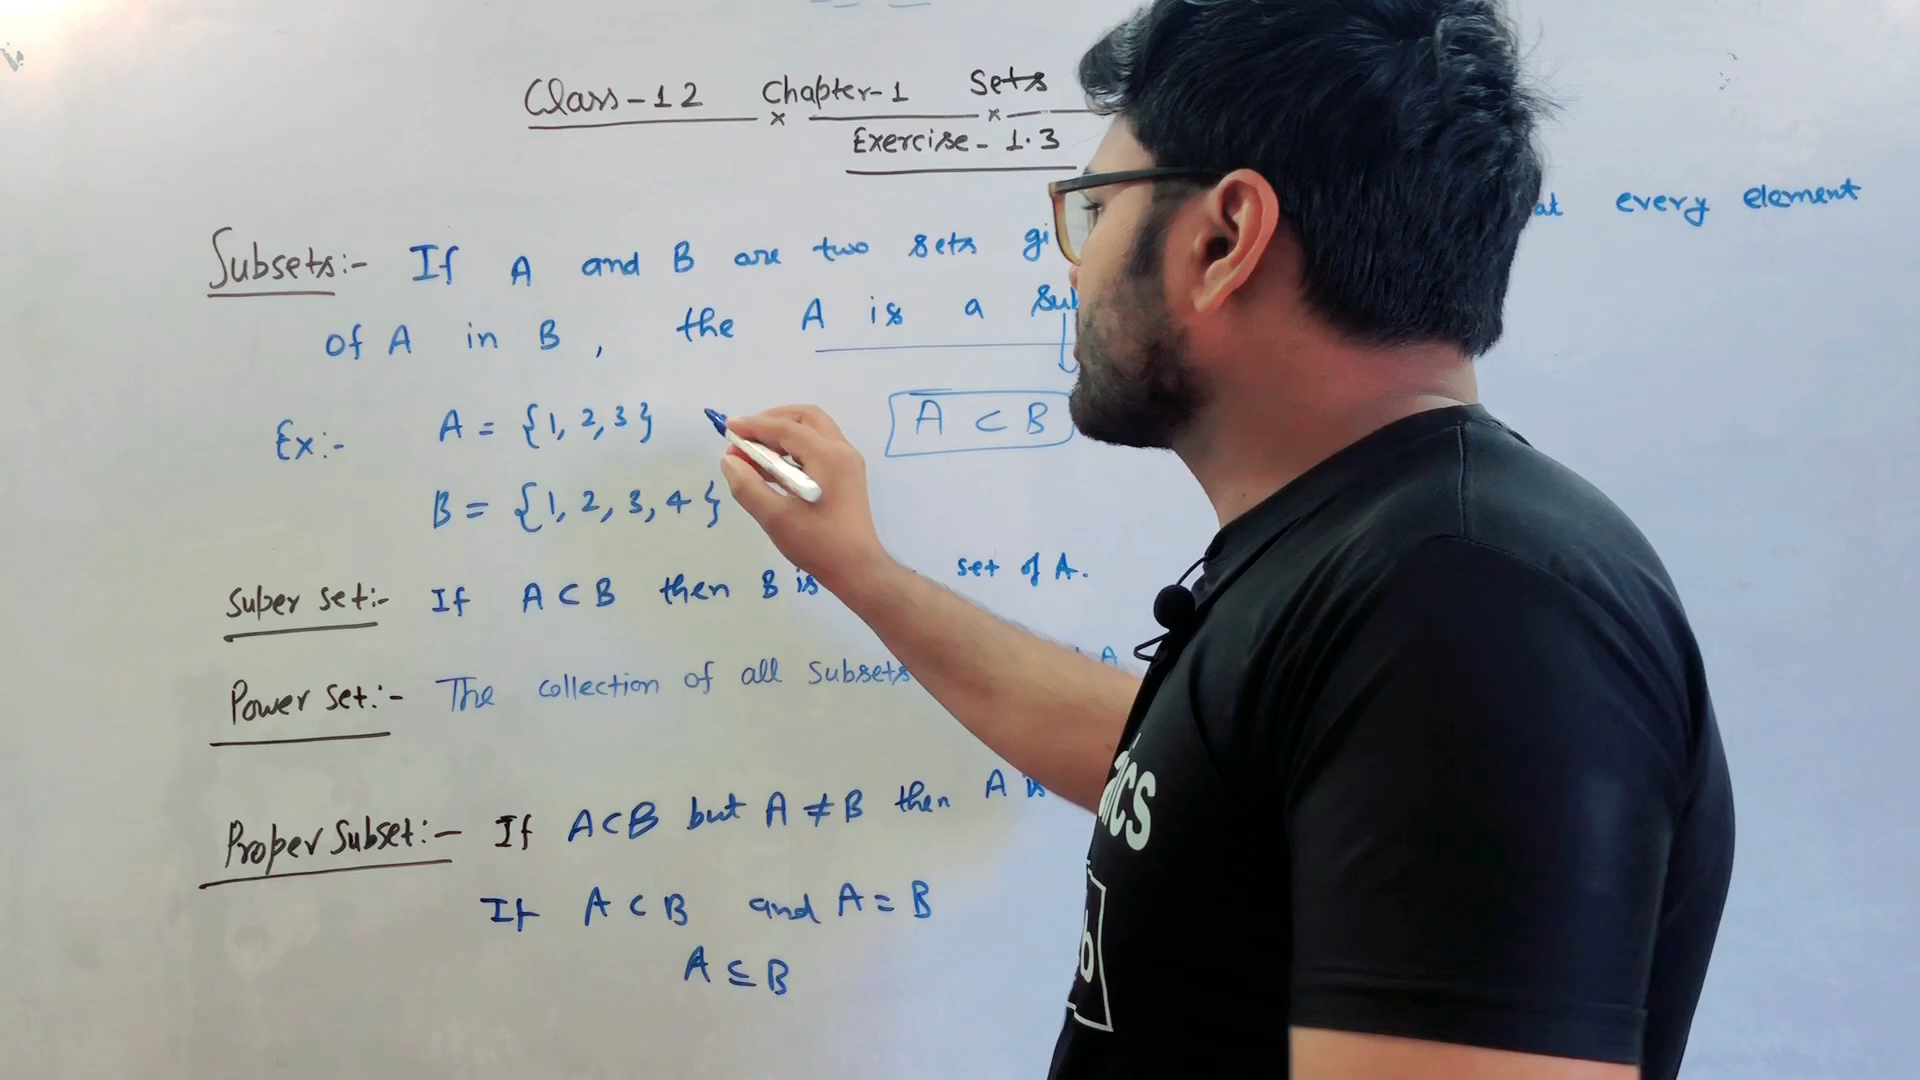 Class-12 × Chapter-1 × Sets
Exercise - 1.3
Subsets:- If A and B are two sets at every element
of A in B, the A is a
Ex:- A = {1, 2, 3} A ⊂ B
B = {1, 2, 3, 4}
Super set:- If A ⊂ B then B is set of A.
Power set:- The collection of all subsets A
Proper Subset:- If A⊂B but A ≠ B then A is
If A ⊂ B and A = B
A ⊆ B